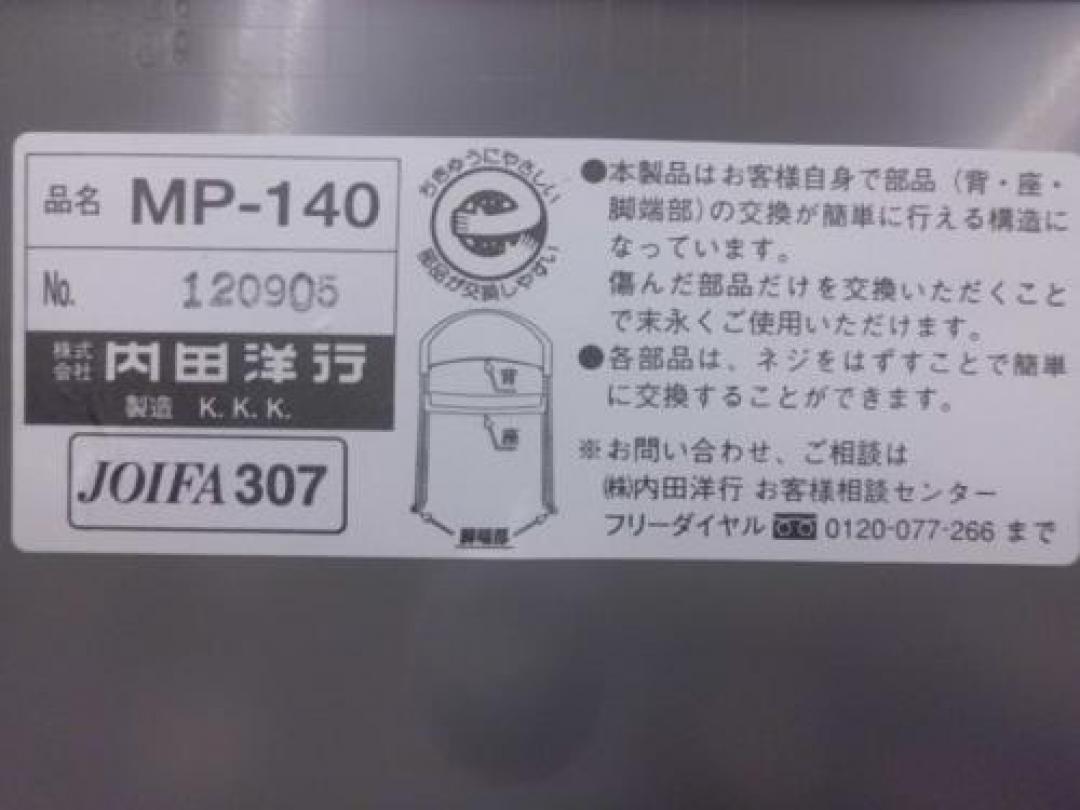 品名 MP-140
No. 120905
株式会社 内田洋行
製造 K.K.K.
JOIFA 307
ちきゅうにやさしい
部品が交換しやすい
背
座
脚端部
●本製品はお客様自身で部品（背・座・
脚端部）の交換が簡単に行える構造に
なっています。
傷んだ部品だけを交換いただくこと
で末永くご使用いただけます。
●各部品は、ネジをはずすことで簡単
に交換することができます。
※お問い合わせ、ご相談は
㈱内田洋行 お客様相談センター
フリーダイヤル 0120-077-266 まで